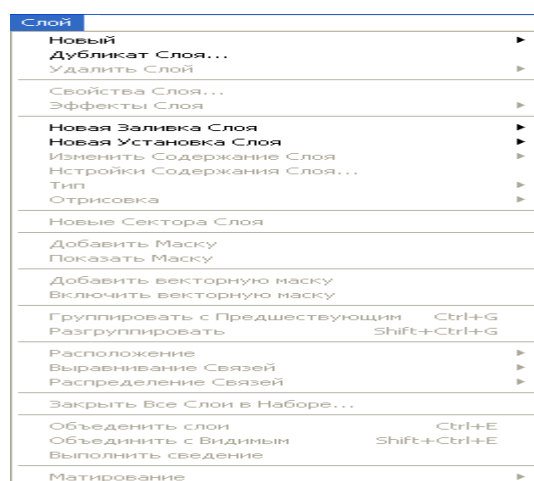 Слой
Новый
Дубликат Слоя...
Удалить Слой
Свойства Слоя...
Эффекты Слоя
Новая Заливка Слоя
Новая Установка Слоя
Изменить Содержание Слоя
Нстройки Содержания Слоя...
Тип
Отрисовка
Новые Сектора Слоя
Добавить Маску
Показать Маску
Добавить векторную маску
Включить векторную маску
Группировать с Предшествующим Ctrl+G
Разгруппировать Shift+Ctrl+G
Расположение
Выравнивание Связей
Распределение Связей
Закрыть Все Слои в Наборе...
Объеденить слои Ctrl+E
Объединить с Видимым Shift+Ctrl+E
Выполнить сведение
Матирование